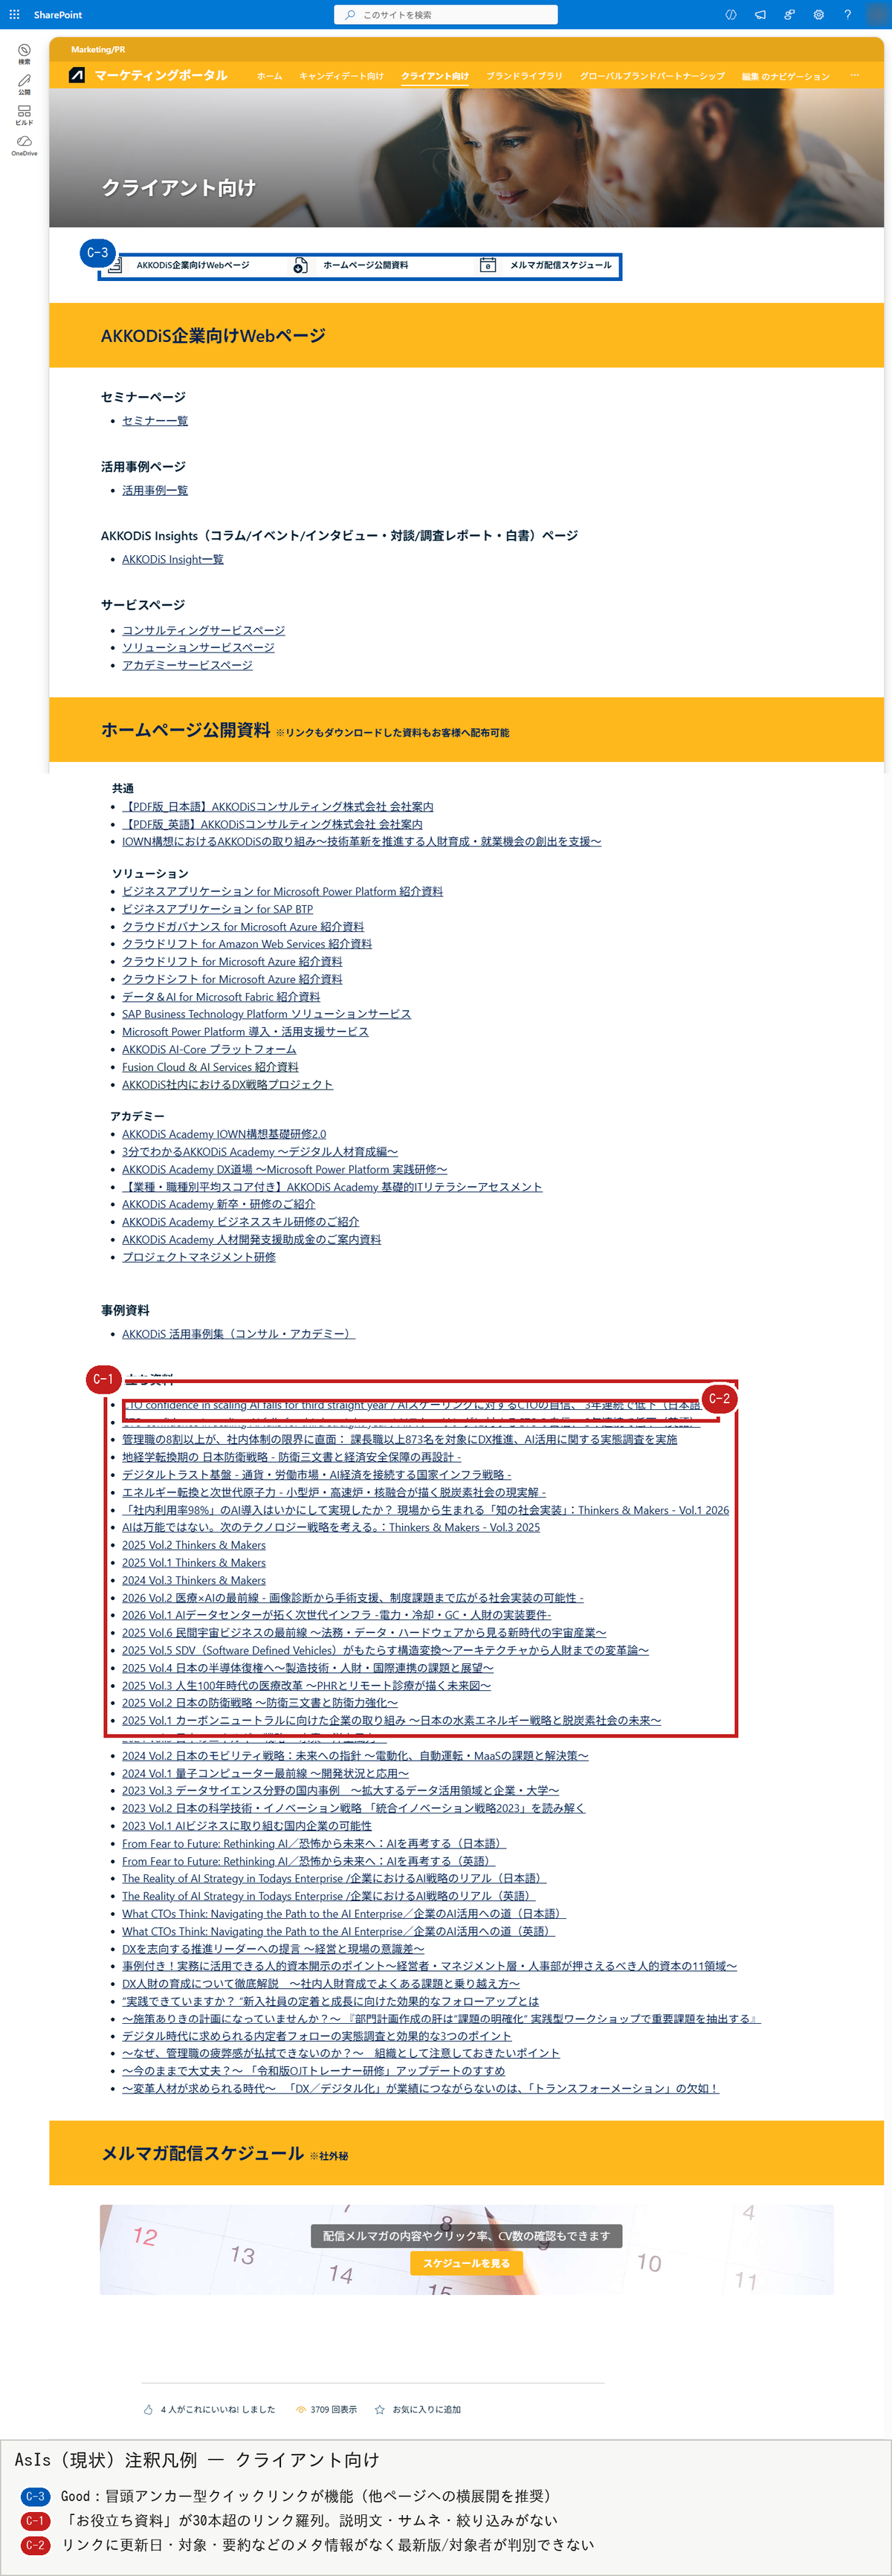 SharePoint
このサイトを検索
検索
公開
ビルド
OneDrive
Marketing/PR
マーケティングポータル
ホーム キャンディデート向け クライアント向け ブランドライブラリ グローバルブランドパートナーシップ 編集 のナビゲーション
クライアント向け
C-3
AKKODiS企業向けWebページ ホームページ公開資料 メルマガ配信スケジュール
AKKODiS企業向けWebページ
セミナーページ
セミナー一覧
活用事例ページ
活用事例一覧
AKKODiS Insights（コラム/イベント/インタビュー・対談/調査レポート・白書）ページ
AKKODiS Insight一覧
サービスページ
コンサルティングサービスページ
ソリューションサービスページ
アカデミーサービスページ
ホームページ公開資料 ※リンクもダウンロードした資料もお客様へ配布可能
共通
【PDF版_日本語】AKKODiSコンサルティング株式会社 会社案内
【PDF版_英語】AKKODiSコンサルティング株式会社 会社案内
IOWN構想におけるAKKODiSの取り組み～技術革新を推進する人財育成・就業機会の創出を支援～
ソリューション
ビジネスアプリケーション for Microsoft Power Platform 紹介資料
ビジネスアプリケーション for SAP BTP
クラウドガバナンス for Microsoft Azure 紹介資料
クラウドリフト for Amazon Web Services 紹介資料
クラウドリフト for Microsoft Azure 紹介資料
クラウドシフト for Microsoft Azure 紹介資料
データ＆AI for Microsoft Fabric 紹介資料
SAP Business Technology Platform ソリューションサービス
Microsoft Power Platform 導入・活用支援サービス
AKKODiS AI-Core プラットフォーム
Fusion Cloud & AI Services 紹介資料
AKKODiS社内におけるDX戦略プロジェクト
アカデミー
AKKODiS Academy IOWN構想基礎研修2.0
3分でわかるAKKODiS Academy ～デジタル人材育成編～
AKKODiS Academy DX道場 ～Microsoft Power Platform 実践研修～
【業種・職種別平均スコア付き】AKKODiS Academy 基礎的ITリテラシーアセスメント
AKKODiS Academy 新卒・研修のご紹介
AKKODiS Academy ビジネススキル研修のご紹介
AKKODiS Academy 人材開発支援助成金のご案内資料
プロジェクトマネジメント研修
事例資料
AKKODiS 活用事例集（コンサル・アカデミー）
C-1
立ち資料
C-2
CTO confidence in scaling AI falls for third straight year / AIスケーリングに対するCTOの自信、 3年連続で低下（日本語
管理職の8割以上が、社内体制の限界に直面： 課長職以上873名を対象にDX推進、AI活用に関する実態調査を実施
地経学転換期の 日本防衛戦略 - 防衛三文書と経済安全保障の再設計 -
デジタルトラスト基盤 - 通貨・労働市場・AI経済を接続する国家インフラ戦略 -
エネルギー転換と次世代原子力 - 小型炉・高速炉・核融合が描く脱炭素社会の現実解 -
「社内利用率98%」のAI導入はいかにして実現したか？ 現場から生まれる「知の社会実装」：Thinkers & Makers - Vol.1 2026
AIは万能ではない。次のテクノロジー戦略を考える。：Thinkers & Makers - Vol.3 2025
2025 Vol.2 Thinkers & Makers
2025 Vol.1 Thinkers & Makers
2024 Vol.3 Thinkers & Makers
2026 Vol.2 医療×AIの最前線 - 画像診断から手術支援、制度課題まで広がる社会実装の可能性 -
2026 Vol.1 AIデータセンターが拓く次世代インフラ -電力・冷却・GC・人財の実装要件-
2025 Vol.6 民間宇宙ビジネスの最前線 ～法務・データ・ハードウェアから見る新時代の宇宙産業～
2025 Vol.5 SDV（Software Defined Vehicles）がもたらす構造変換～アーキテクチャから人財までの変革論～
2025 Vol.4 日本の半導体復権へ～製造技術・人財・国際連携の課題と展望～
2025 Vol.3 人生100年時代の医療改革 ～PHRとリモート診療が描く未来図～
2025 Vol.2 日本の防衛戦略 ～防衛三文書と防衛力強化～
2025 Vol.1 カーボンニュートラルに向けた企業の取り組み ～日本の水素エネルギー戦略と脱炭素社会の未来～
2024 Vol.2 日本のモビリティ戦略：未来への指針 ～電動化、自動運転・MaaSの課題と解決策～
2024 Vol.1 量子コンピューター最前線 ～開発状況と応用～
2023 Vol.3 データサイエンス分野の国内事例　～拡大するデータ活用領域と企業・大学～
2023 Vol.2 日本の科学技術・イノベーション戦略 「統合イノベーション戦略2023」を読み解く
2023 Vol.1 AIビジネスに取り組む国内企業の可能性
From Fear to Future: Rethinking AI／恐怖から未来へ：AIを再考する（日本語）
From Fear to Future: Rethinking AI／恐怖から未来へ：AIを再考する（英語）
The Reality of AI Strategy in Todays Enterprise /企業におけるAI戦略のリアル（日本語）
The Reality of AI Strategy in Todays Enterprise /企業におけるAI戦略のリアル（英語）
What CTOs Think: Navigating the Path to the AI Enterprise／企業のAI活用への道（日本語）
What CTOs Think: Navigating the Path to the AI Enterprise／企業のAI活用への道（英語）
DXを志向する推進リーダーへの提言 ～経営と現場の意識差～
事例付き！実務に活用できる人的資本開示のポイント～経営者・マネジメント層・人事部が押さえるべき人的資本の11領域～
DX人財の育成について徹底解説　～社内人財育成でよくある課題と乗り越え方～
“実践できていますか？ ”新入社員の定着と成長に向けた効果的なフォローアップとは
～施策ありきの計画になっていませんか？～ 『部門計画作成の肝は“課題の明確化” 実践型ワークショップで重要課題を抽出する』
デジタル時代に求められる内定者フォローの実態調査と効果的な3つのポイント
～なぜ、管理職の疲弊感が払拭できないのか？～　組織として注意しておきたいポイント
～今のままで大丈夫？～ 「令和版OJTトレーナー研修」アップデートのすすめ
～変革人材が求められる時代～　「DX／デジタル化」が業績につながらないのは、「トランスフォーメーション」の欠如！
メルマガ配信スケジュール ※社外秘
配信メルマガの内容やクリック率、CV数の確認もできます
スケジュールを見る
12 13 14 15 8 9 10 4 11
4 人がこれにいいね! しました 3709 回表示 お気に入りに追加
AsIs（現状）注釈凡例 ― クライアント向け
C-3 Good：冒頭アンカー型クイックリンクが機能（他ページへの横展開を推奨）
C-1 「お役立ち資料」が30本超のリンク羅列。説明文・サムネ・絞り込みがない
C-2 リンクに更新日・対象・要約などのメタ情報がなく最新版/対象者が判別できない